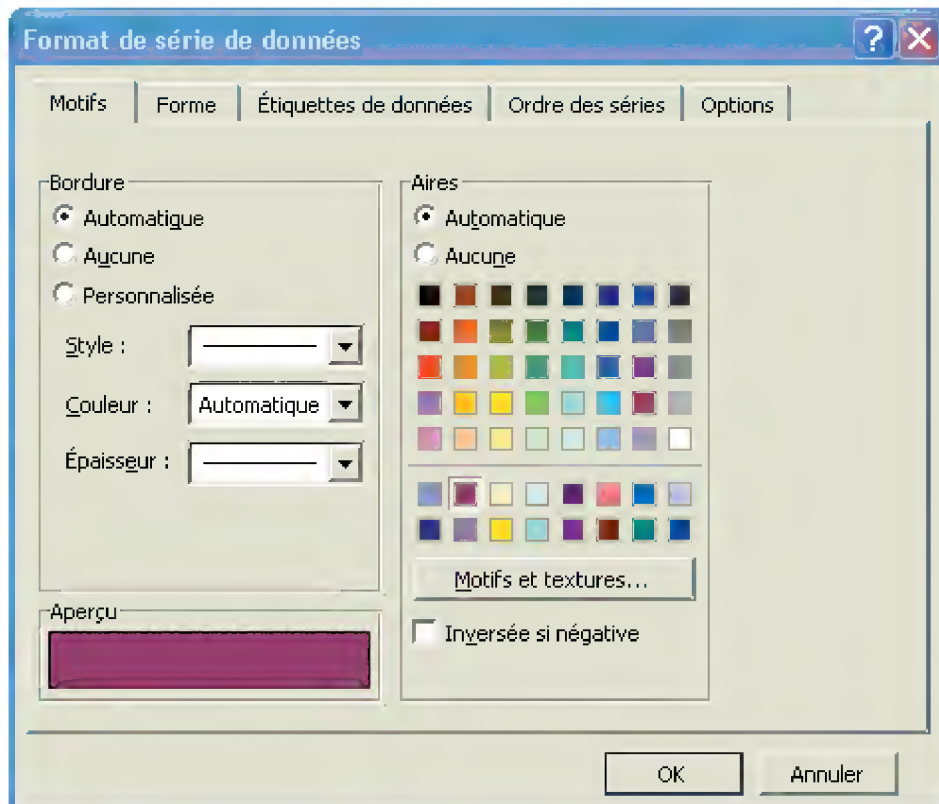 Format de série de données
Motifs Forme Étiquettes de données Ordre des séries Options
Bordure
Automatique
Aucune
Personnalisée
Style :
Couleur : Automatique
Épaisseur :
Aperçu
Aires
Automatique
Aucune
Motifs et textures...
Inversée si négative
OK Annuler